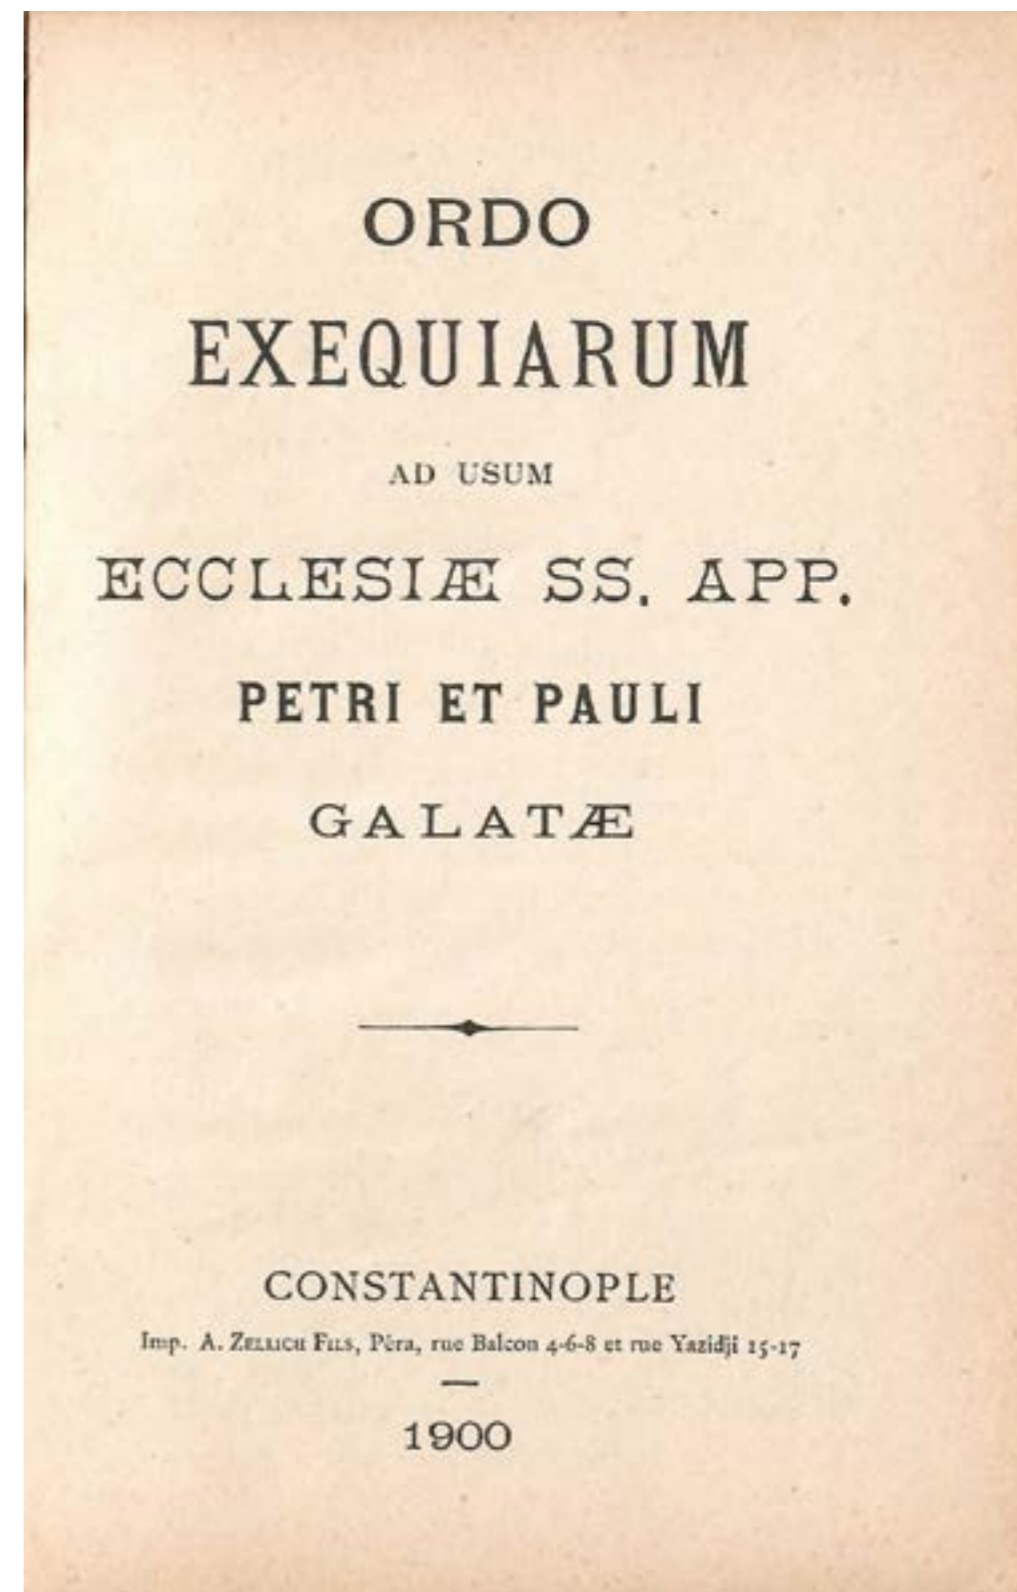 ORDO
EXEQUIARUM
AD USUM
ECCLESIÆ SS. APP.
PETRI ET PAULI
GALATÆ
CONSTANTINOPLE
Imp. A. ZELLICH FILS, Pèra, rue Balcon 4-6-8 et rue Yazidji 15-17
1900